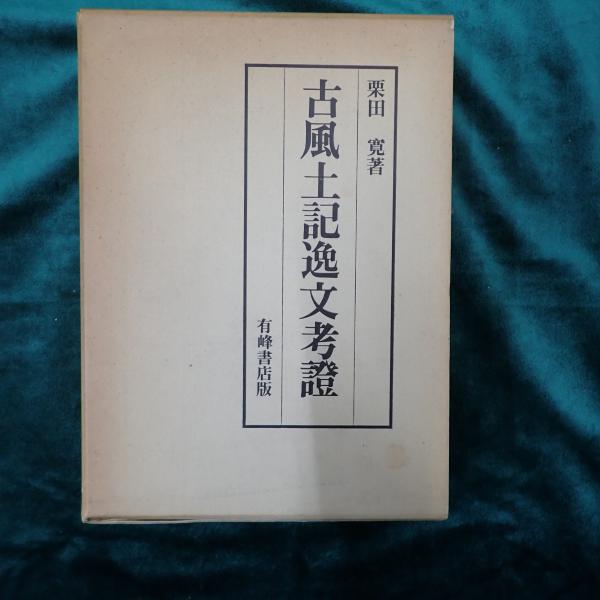 栗田 寛著
古風土記逸文考證
有峰書店版